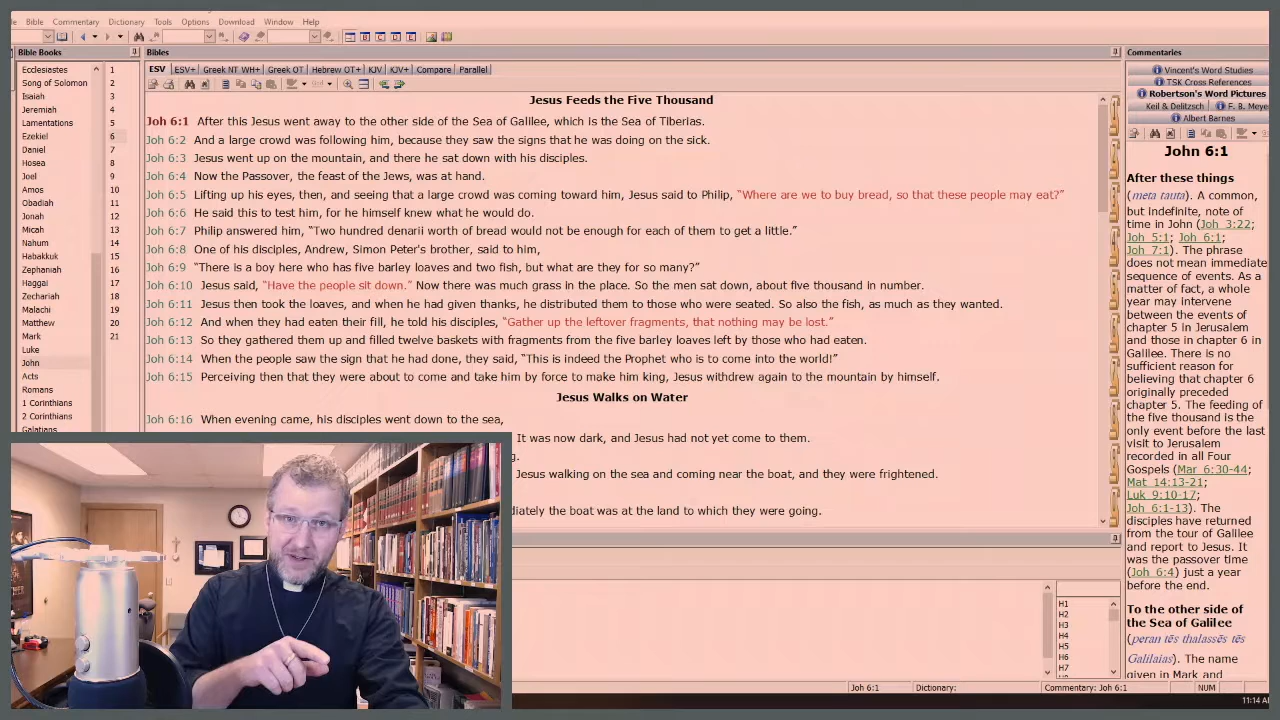 Bible Commentary Dictionary Tools Options Download Window Help
B C D E
Bible Books
Ecclesiastes
Song of Solomon
Isaiah
Jeremiah
Lamentations
Ezekiel
Daniel
Hosea
Joel
Amos
Obadiah
Jonah
Micah
Nahum
Habakkuk
Zephaniah
Haggai
Zechariah
Malachi
Matthew
Mark
Luke
John
Acts
Romans
1 Corinthians
2 Corinthians
Galatians
1
2
3
4
5
6
7
8
9
10
11
12
13
14
15
16
17
18
19
20
21
Bibles
ESV ESV+ Greek NT WH+ Greek OT Hebrew OT+ KJV KJV+ Compare Parallel
Jesus Feeds the Five Thousand
Joh 6:1 After this Jesus went away to the other side of the Sea of Galilee, which is the Sea of Tiberias.
Joh 6:2 And a large crowd was following him, because they saw the signs that he was doing on the sick.
Joh 6:3 Jesus went up on the mountain, and there he sat down with his disciples.
Joh 6:4 Now the Passover, the feast of the Jews, was at hand.
Joh 6:5 Lifting up his eyes, then, and seeing that a large crowd was coming toward him, Jesus said to Philip, “Where are we to buy bread, so that these people may eat?”
Joh 6:6 He said this to test him, for he himself knew what he would do.
Joh 6:7 Philip answered him, “Two hundred denarii worth of bread would not be enough for each of them to get a little.”
Joh 6:8 One of his disciples, Andrew, Simon Peter's brother, said to him,
Joh 6:9 “There is a boy here who has five barley loaves and two fish, but what are they for so many?”
Joh 6:10 Jesus said, “Have the people sit down.” Now there was much grass in the place. So the men sat down, about five thousand in number.
Joh 6:11 Jesus then took the loaves, and when he had given thanks, he distributed them to those who were seated. So also the fish, as much as they wanted.
Joh 6:12 And when they had eaten their fill, he told his disciples, “Gather up the leftover fragments, that nothing may be lost.”
Joh 6:13 So they gathered them up and filled twelve baskets with fragments from the five barley loaves left by those who had eaten.
Joh 6:14 When the people saw the sign that he had done, they said, “This is indeed the Prophet who is to come into the world!”
Joh 6:15 Perceiving then that they were about to come and take him by force to make him king, Jesus withdrew again to the mountain by himself.
Jesus Walks on Water
Joh 6:16 When evening came, his disciples went down to the sea,
It was now dark, and Jesus had not yet come to them.
g.
Jesus walking on the sea and coming near the boat, and they were frightened.
diately the boat was at the land to which they were going.
Commentaries
Vincent's Word Studies
TSK Cross References
Robertson's Word Pictures
Keil & Delitzsch F. B. Meye
Albert Barnes
John 6:1
After these things
(meta tauta). A common,
but indefinite, note of
time in John (Joh 3:22;
Joh 5:1; Joh 6:1;
Joh 7:1). The phrase
does not mean immediate
sequence of events. As a
matter of fact, a whole
year may intervene
between the events of
chapter 5 in Jerusalem
and those in chapter 6 in
Galilee. There is no
sufficient reason for
believing that chapter 6
originally preceded
chapter 5. The feeding of
the five thousand is the
only event before the last
visit to Jerusalem
recorded in all Four
Gospels (Mar 6:30-44;
Mat 14:13-21;
Luk 9:10-17;
Joh 6:1-13). The
disciples have returned
from the tour of Galilee
and report to Jesus. It
was the passover time
(Joh 6:4) just a year
before the end.
To the other side of
the Sea of Galilee
(peran tēs thalassēs tēs
Galilaias). The name
given in Mark and
H1
H2
H3
H4
H5
H6
H7
Joh 6:1 Dictionary: Commentary: Joh 6:1 NUM
11:14 A